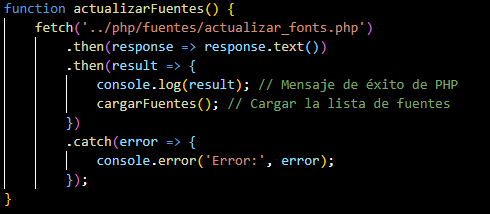 function actualizarFuentes() {
    fetch('../php/fuentes/actualizar_fonts.php')
        .then(response => response.text())
        .then(result => {
            console.log(result); // Mensaje de éxito de PHP
            cargarFuentes(); // Cargar la lista de fuentes
        })
        .catch(error => {
            console.error('Error:', error);
        });
}